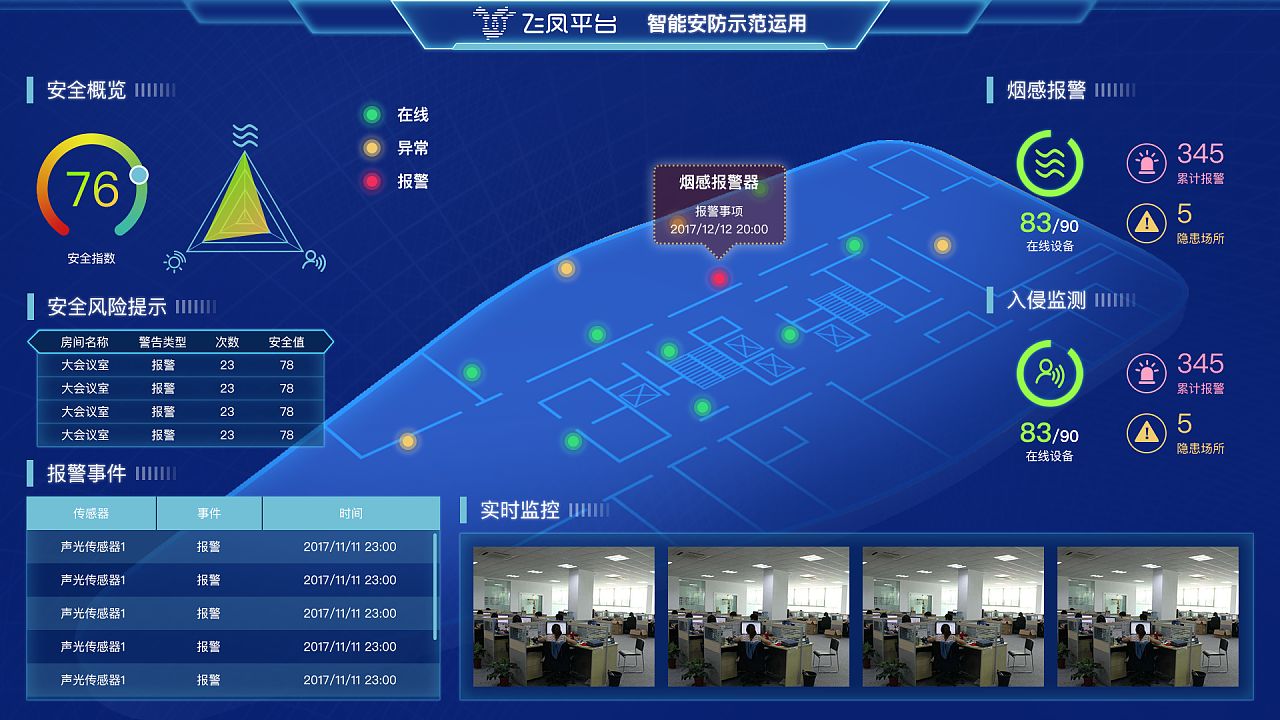 飞凤平台 智能安防示范运用
安全概览
76
安全指数
在线
异常
报警
烟感报警器
报警事项
2017/12/12 20:00
烟感报警
83/90
在线设备
345
累计报警
5
隐患场所
入侵监测
83/90
在线设备
345
累计报警
5
隐患场所
安全风险提示
房间名称 警告类型 次数 安全值
大会议室 报警 23 78
大会议室 报警 23 78
大会议室 报警 23 78
大会议室 报警 23 78
报警事件
传感器 事件 时间
声光传感器1 报警 2017/11/11 23:00
声光传感器1 报警 2017/11/11 23:00
声光传感器1 报警 2017/11/11 23:00
声光传感器1 报警 2017/11/11 23:00
声光传感器1 报警 2017/11/11 23:00
实时监控